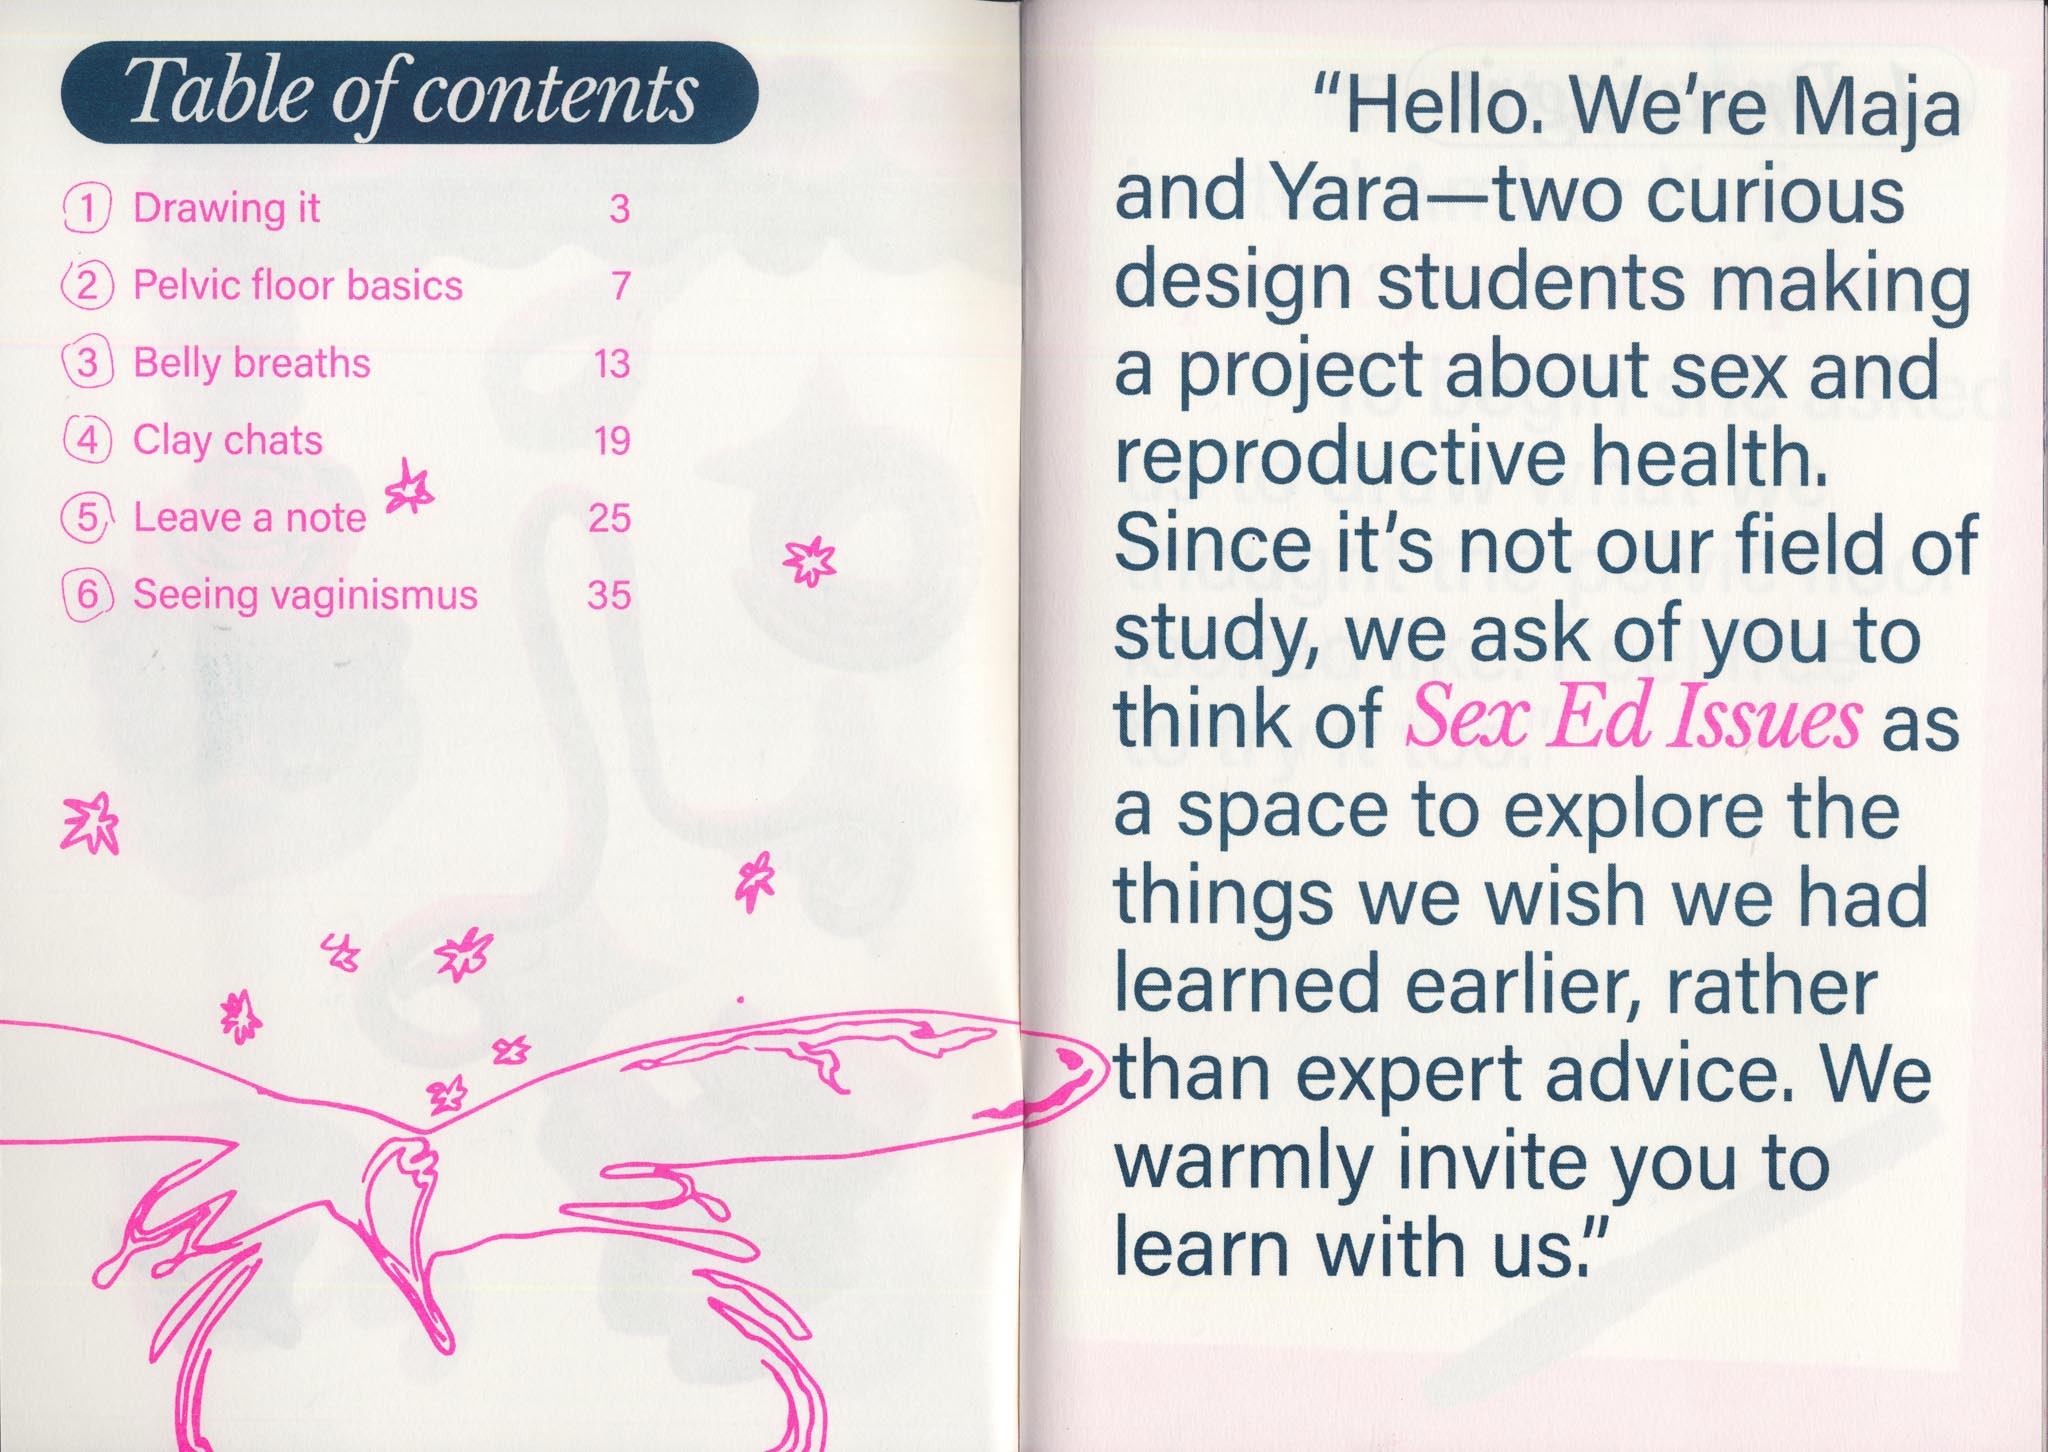 Table of contents
1 Drawing it 3
2 Pelvic floor basics 7
3 Belly breaths 13
4 Clay chats 19
5 Leave a note 25
6 Seeing vaginismus 35
“Hello. We’re Maja
and Yara—two curious
design students making
a project about sex and
reproductive health.
Since it’s not our field of
study, we ask of you to
think of Sex Ed Issues as
a space to explore the
things we wish we had
learned earlier, rather
than expert advice. We
warmly invite you to
learn with us.”